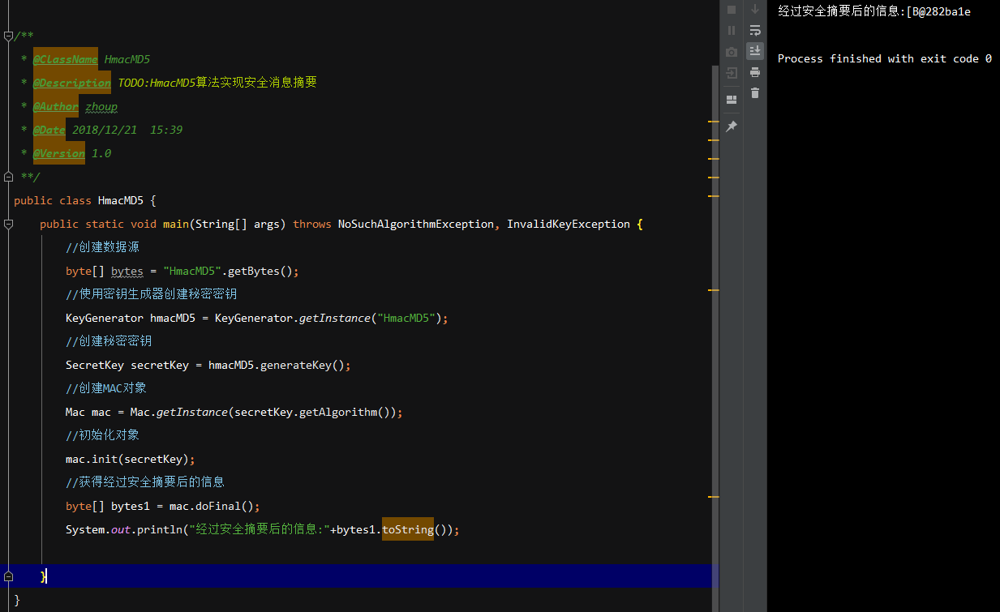 /**
 * @ClassName HmacMD5
 * @Description TODO:HmacMD5算法实现安全消息摘要
 * @Author zhoup
 * @Date 2018/12/21  15:39
 * @Version 1.0
 **/
public class HmacMD5 {
    public static void main(String[] args) throws NoSuchAlgorithmException, InvalidKeyException {
        //创建数据源
        byte[] bytes = "HmacMD5".getBytes();
        //使用密钥生成器创建秘密密钥
        KeyGenerator hmacMD5 = KeyGenerator.getInstance("HmacMD5");
        //创建秘密密钥
        SecretKey secretKey = hmacMD5.generateKey();
        //创建MAC对象
        Mac mac = Mac.getInstance(secretKey.getAlgorithm());
        //初始化对象
        mac.init(secretKey);
        //获得经过安全摘要后的信息
        byte[] bytes1 = mac.doFinal();
        System.out.println("经过安全摘要后的信息:"+bytes1.toString());
    }
}
经过安全摘要后的信息:[B@282ba1e
Process finished with exit code 0